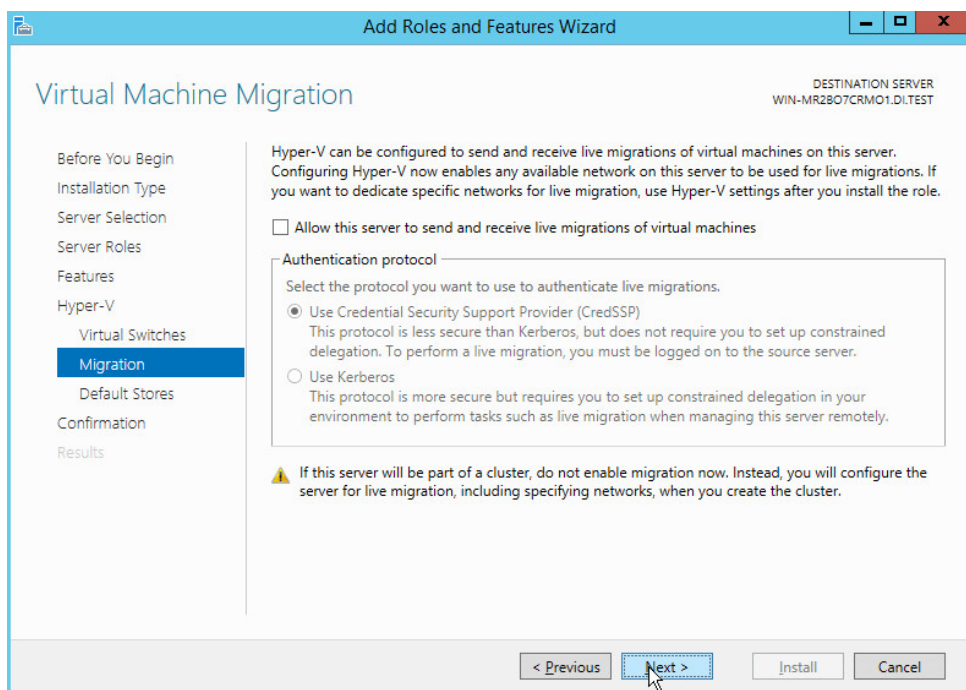 Add Roles and Features Wizard
Virtual Machine Migration
DESTINATION SERVER
WIN-MR2BO7CRMO1.DI.TEST
Before You Begin
Installation Type
Server Selection
Server Roles
Features
Hyper-V
Virtual Switches
Migration
Default Stores
Confirmation
Results
Hyper-V can be configured to send and receive live migrations of virtual machines on this server.
Configuring Hyper-V now enables any available network on this server to be used for live migrations. If
you want to dedicate specific networks for live migration, use Hyper-V settings after you install the role.
Allow this server to send and receive live migrations of virtual machines
Authentication protocol
Select the protocol you want to use to authenticate live migrations.
Use Credential Security Support Provider (CredSSP)
This protocol is less secure than Kerberos, but does not require you to set up constrained
delegation. To perform a live migration, you must be logged on to the source server.
Use Kerberos
This protocol is more secure but requires you to set up constrained delegation in your
environment to perform tasks such as live migration when managing this server remotely.
If this server will be part of a cluster, do not enable migration now. Instead, you will configure the
server for live migration, including specifying networks, when you create the cluster.
< Previous
Next >
Install
Cancel